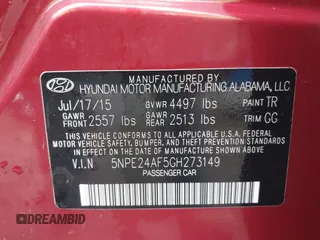 MANUFACTURED BY
HYUNDAI MOTOR MANUFACTURING ALABAMA, LLC
Jul/17/15 GVWR 4497 lbs PAINT TR
GAWR FRONT 2557 lbs GAWR REAR 2513 lbs TRIM GG
THIS VEHICLE CONFORMS TO ALL APPLICABLE FEDERAL MOTOR VEHICLE SAFETY, BUMPER, AND THEFT PREVENTION STANDARDS IN EFFECT ON THE DATE OF MANUFACTURE SHOWN ABOVE.
V.I.N 5NPE24AF5GH273149
PASSENGER CAR
DREAMBID